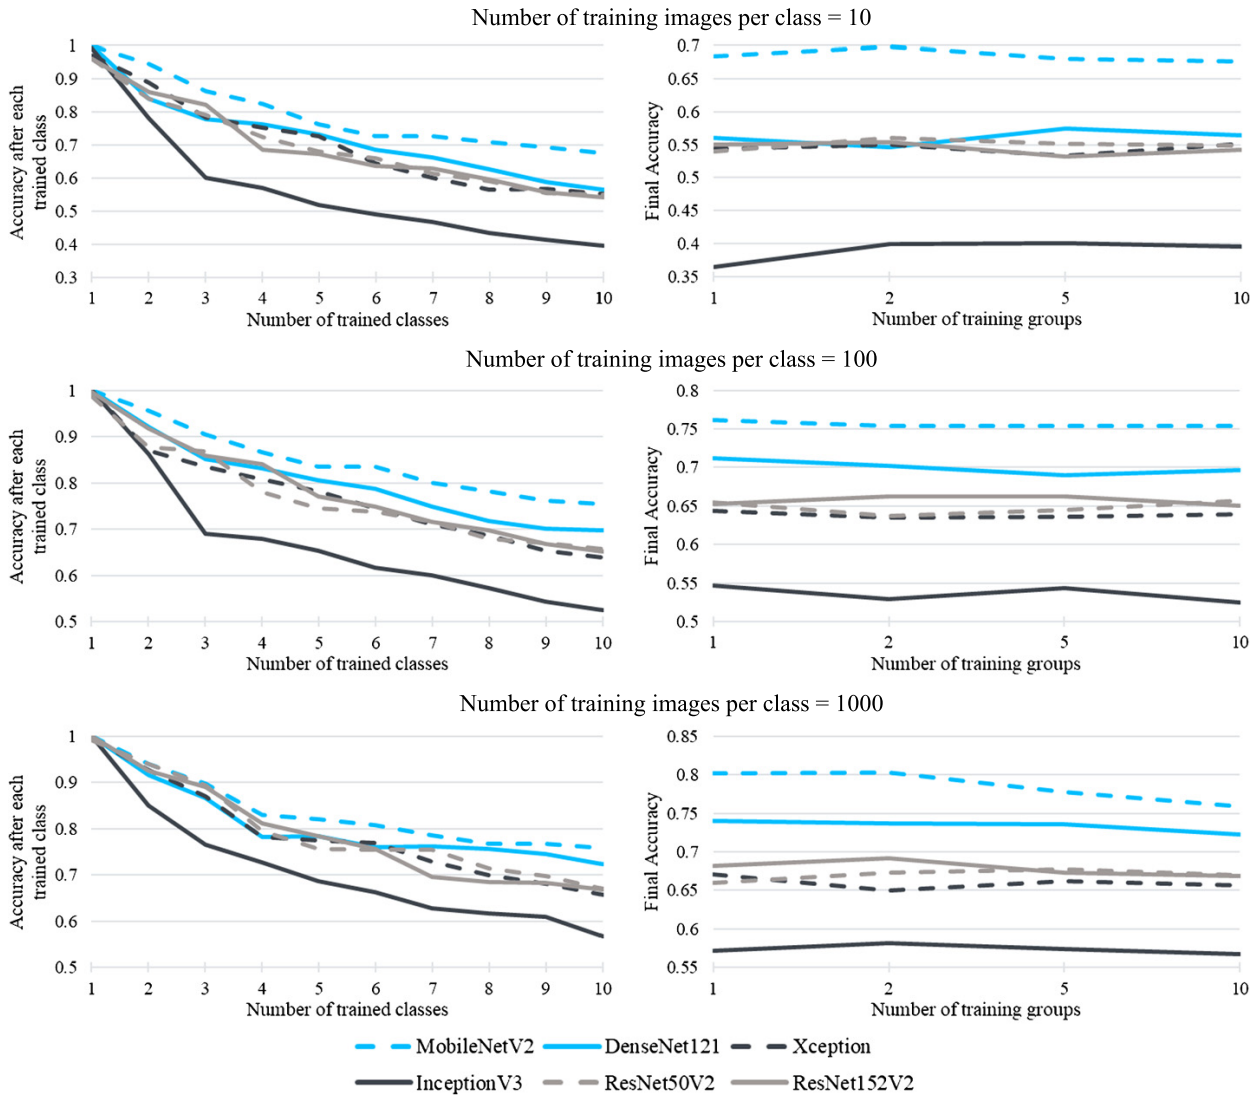 Number of training images per class = 10
Accuracy after each
trained class
1
0.9
0.8
0.7
0.6
0.5
0.4
0.3
1 2 3 4 5 6 7 8 9 10
Number of trained classes
Final Accuracy
0.7
0.65
0.6
0.55
0.5
0.45
0.4
0.35
1 2 5 10
Number of training groups
Number of training images per class = 100
Accuracy after each
trained class
1
0.9
0.8
0.7
0.6
0.5
1 2 3 4 5 6 7 8 9 10
Number of trained classes
Final Accuracy
0.8
0.75
0.7
0.65
0.6
0.55
0.5
1 2 5 10
Number of training groups
Number of training images per class = 1000
Accuracy after each
trained class
1
0.9
0.8
0.7
0.6
0.5
1 2 3 4 5 6 7 8 9 10
Number of trained classes
Final Accuracy
0.85
0.8
0.75
0.7
0.65
0.6
0.55
1 2 5 10
Number of training groups
MobileNetV2 DenseNet121 Xception
InceptionV3 ResNet50V2 ResNet152V2